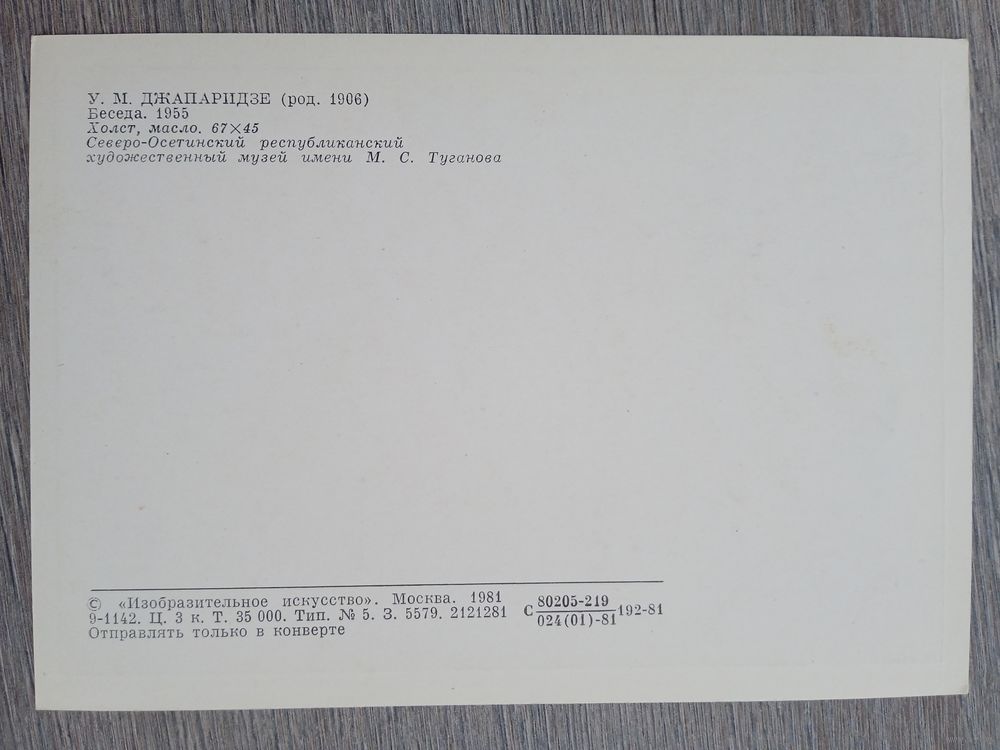 У. М. ДЖАПАРИДЗЕ (род. 1906)
Беседа. 1955
Холст, масло. 67×45
Северо-Осетинский республиканский
художественный музей имени М. С. Туганова
© «Изобразительное искусство». Москва. 1981
9-1142. Ц. 3 к. Т. 35 000. Тип. № 5. З. 5579. 2121281
Отправлять только в конверте
С 80205-219
024(01)-81 192-81